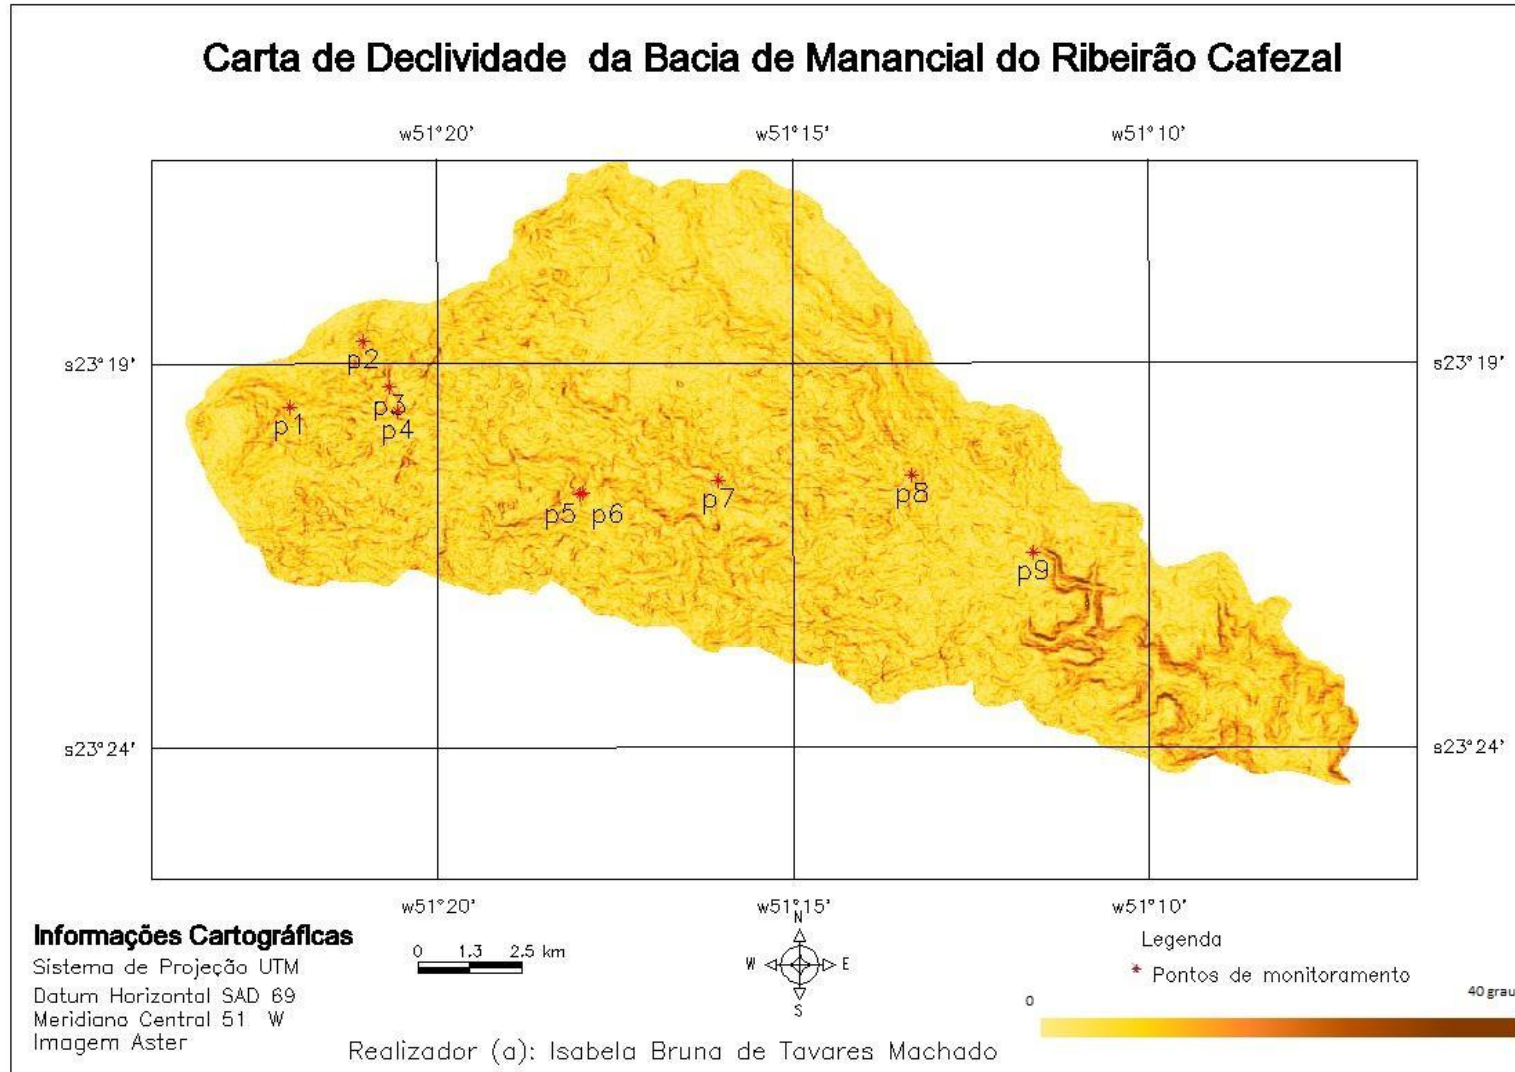 Carta de Declividade da Bacia de Manancial do Ribeirão Cafezal
w51°20' w51°15' w51°10'
p2
s23°19' s23°19'
p3
p1
p4
p7
p8
p5 p6
p9
s23°24' s23°24'
w51°20' w51°15' w51°10'
Informações Cartográficas
Sistema de Projeção UTM
Datum Horizontal SAD 69
Meridiano Central 51 W
Imagem Aster
0 1.3 2.5 km
N
W E
S
Legenda
* Pontos de monitoramento
0 40 grau
Realizador (a): Isabela Bruna de Tavares Machado